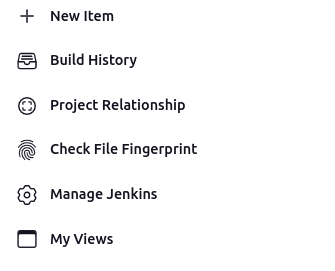 New Item
Build History
Project Relationship
Check File Fingerprint
Manage Jenkins
My Views